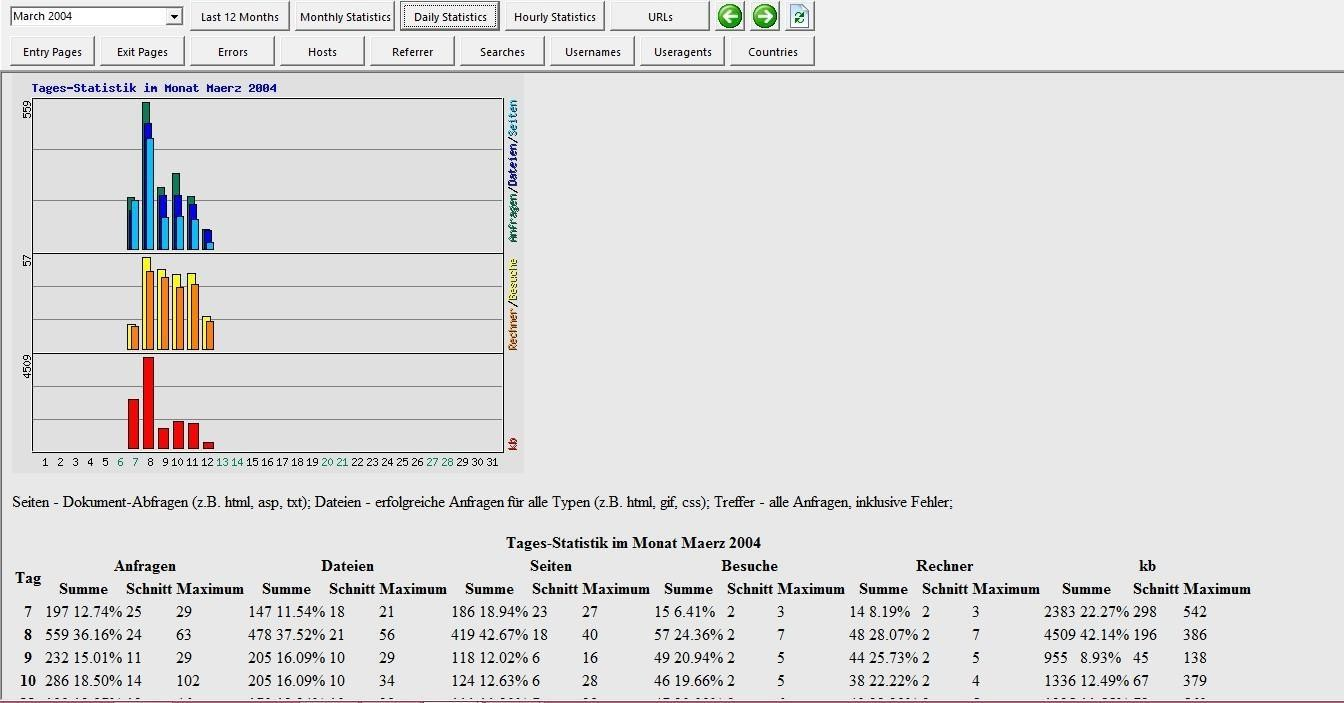 March 2004
Last 12 Months
Monthly Statistics
Daily Statistics
Hourly Statistics
URLs
Entry Pages
Exit Pages
Errors
Hosts
Referrer
Searches
Usernames
Useragents
Countries
Tages-Statistik im Monat Maerz 2004
559
Anfragen/Dateien/Seiten
57
Rechner/Besuche
4509
kb
1 2 3 4 5 6 7 8 9 10 11 12 13 14 15 16 17 18 19 20 21 22 23 24 25 26 27 28 29 30 31
Seiten - Dokument-Abfragen (z.B. html, asp, txt); Dateien - erfolgreiche Anfragen für alle Typen (z.B. html, gif, css); Treffer - alle Anfragen, inklusive Fehler;
Tages-Statistik im Monat Maerz 2004
Tag Anfragen Dateien Seiten Besuche Rechner kb
Summe Schnitt Maximum Summe Schnitt Maximum Summe Schnitt Maximum Summe Schnitt Maximum Summe Schnitt Maximum Summe Schnitt Maximum
7 197 12.74% 25 29 147 11.54% 18 21 186 18.94% 23 27 15 6.41% 2 3 14 8.19% 2 3 2383 22.27% 298 542
8 559 36.16% 24 63 478 37.52% 21 56 419 42.67% 18 40 57 24.36% 2 7 48 28.07% 2 7 4509 42.14% 196 386
9 232 15.01% 11 29 205 16.09% 10 29 118 12.02% 6 16 49 20.94% 2 5 44 25.73% 2 5 955 8.93% 45 138
10 286 18.50% 14 102 205 16.09% 10 34 124 12.63% 6 28 46 19.66% 2 5 38 22.22% 2 4 1336 12.49% 67 379